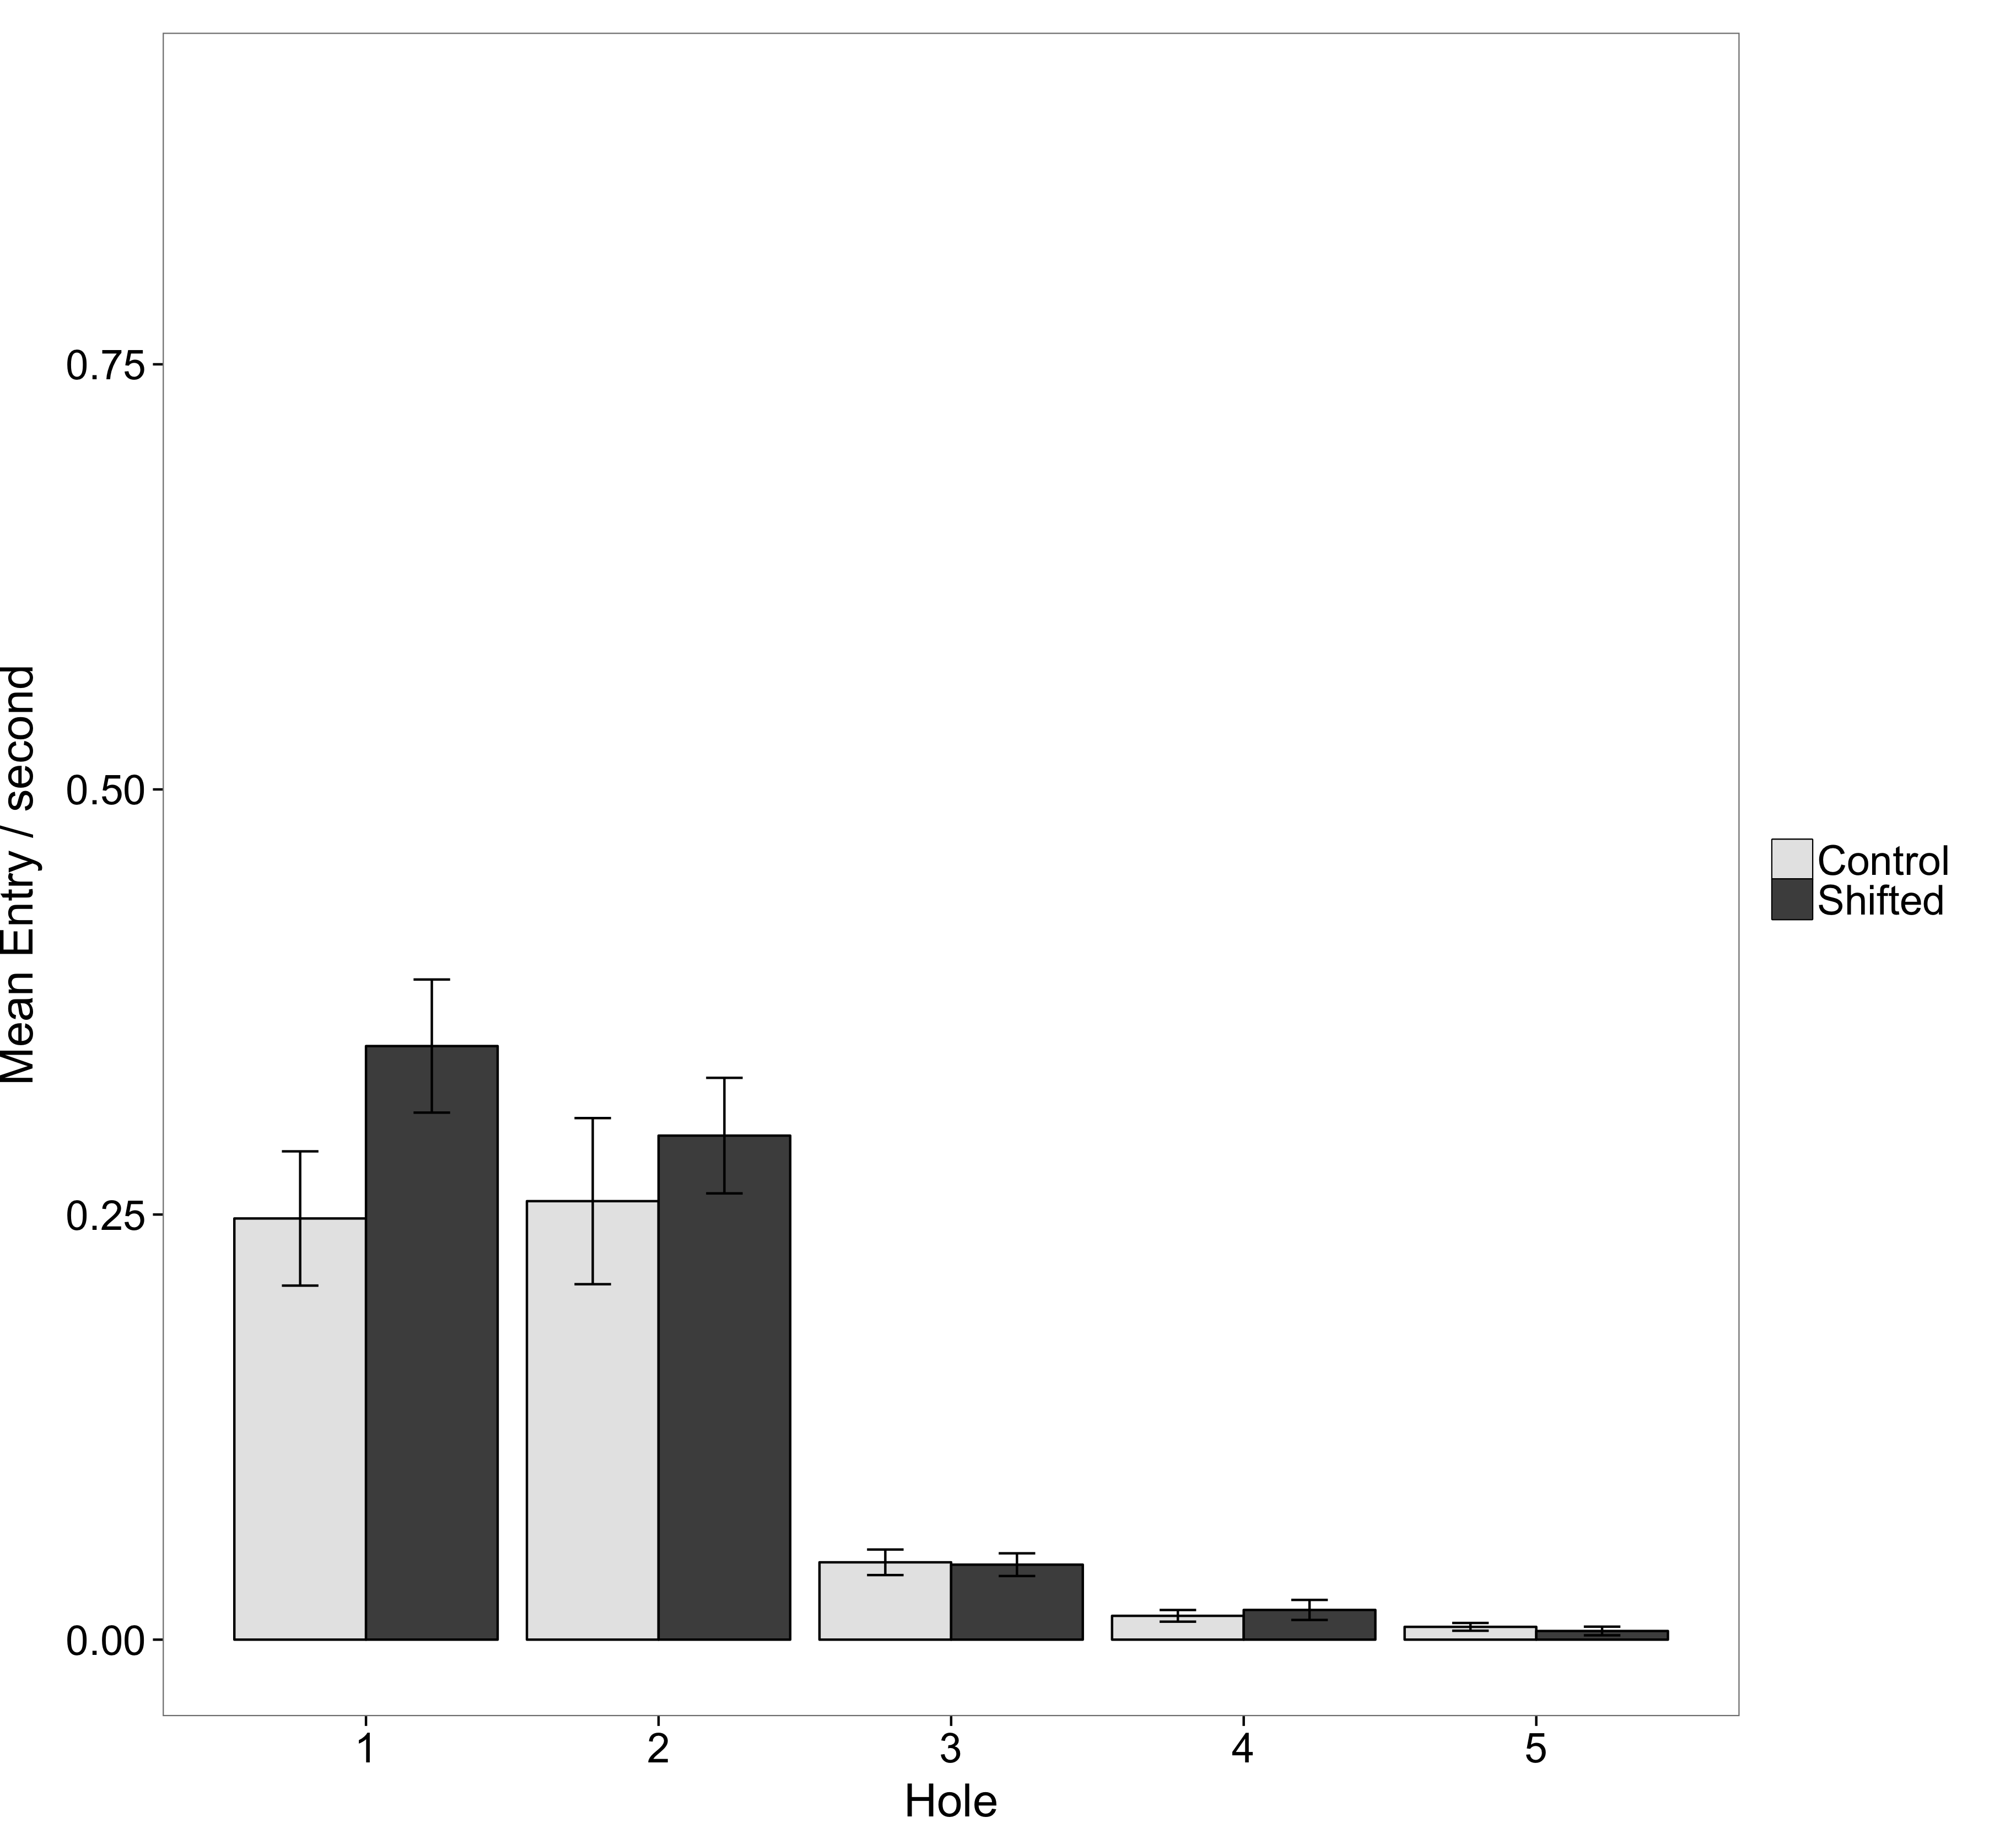 Mean Entry / second
0.75
0.50
0.25
0.00
1 2 3 4 5
Hole
Control
Shifted